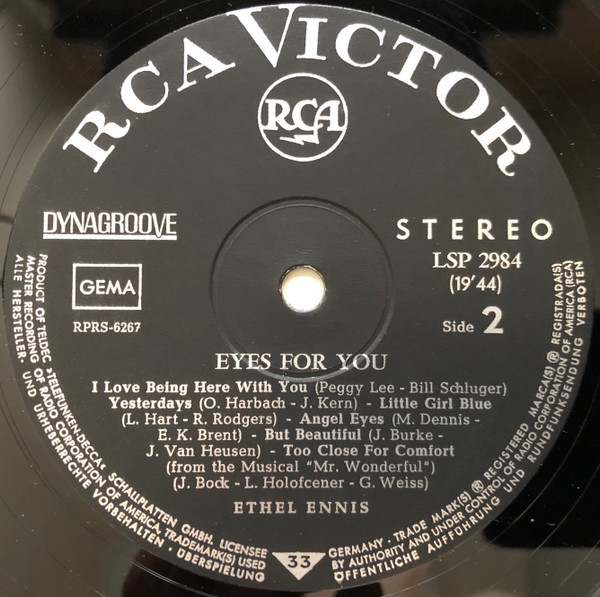 RCA VICTOR
RCA
DYNAGROOVE
STEREO
LSP 2984
(19'44)
GEMA
RPRS-6267
Side 2
EYES FOR YOU
I Love Being Here With You (Peggy Lee - Bill Schluger)
Yesterdays (O. Harbach - J. Kern) - Little Girl Blue
(L. Hart - R. Rodgers) - Angel Eyes (M. Dennis -
E. K. Brent) - But Beautiful (J. Burke -
J. Van Heusen) - Too Close For Comfort
(from the Musical "Mr. Wonderful")
(J. Bock - L. Holofcener - G. Weiss)
ETHEL ENNIS
33
PRODUCT OF TELDEC »TELEFUNKEN-DECCA« SCHALLPLATTEN GMBH. LICENSEE
MASTER RECORDING OF RADIO CORPORATION OF AMERICA, TRADEMARK(S) USED
ALLE HERSTELLER- UND URHEBERRECHTE VORBEHALTEN · ÜBERSPIELUNG
GERMANY · TRADE MARK(S) ® REGISTERED MARCA(S) ® REGISTRADA(S)
BY AUTHORITY AND UNDER CONTROL OF RADIO CORPORATION OF AMERICA (RCA)
ÖFFENTLICHE AUFFÜHRUNG UND RUNDFUNKSENDUNG VERBOTEN